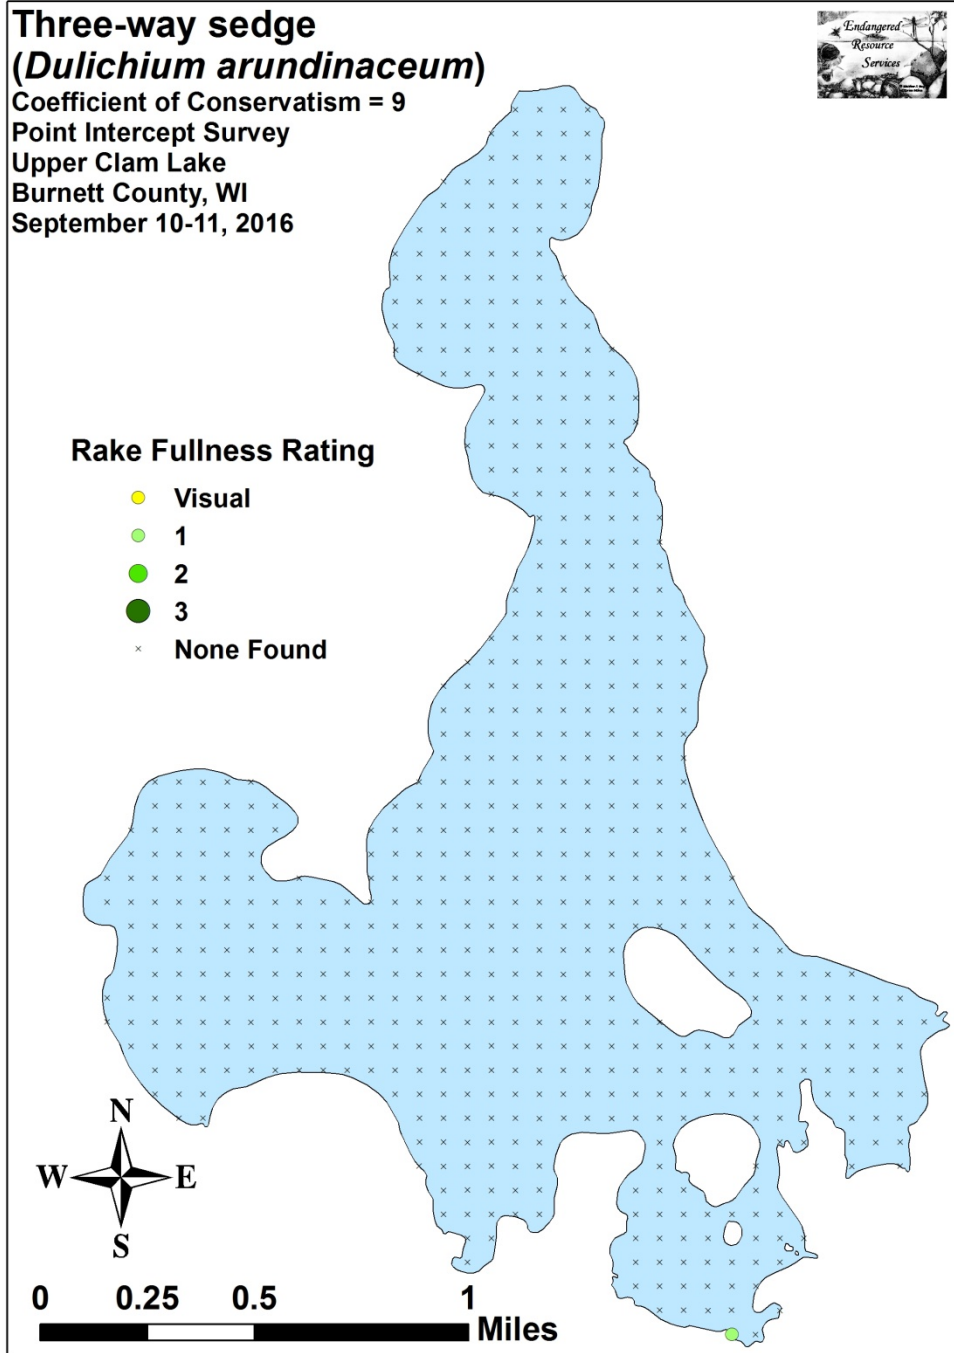 Three-way sedge
(Dulichium arundinaceum)
Coefficient of Conservatism = 9
Point Intercept Survey
Upper Clam Lake
Burnett County, WI
September 10-11, 2016
Endangered
Resource
Services
Rake Fullness Rating
Visual
1
2
3
None Found
N
W E
S
0 0.25 0.5 1
Miles